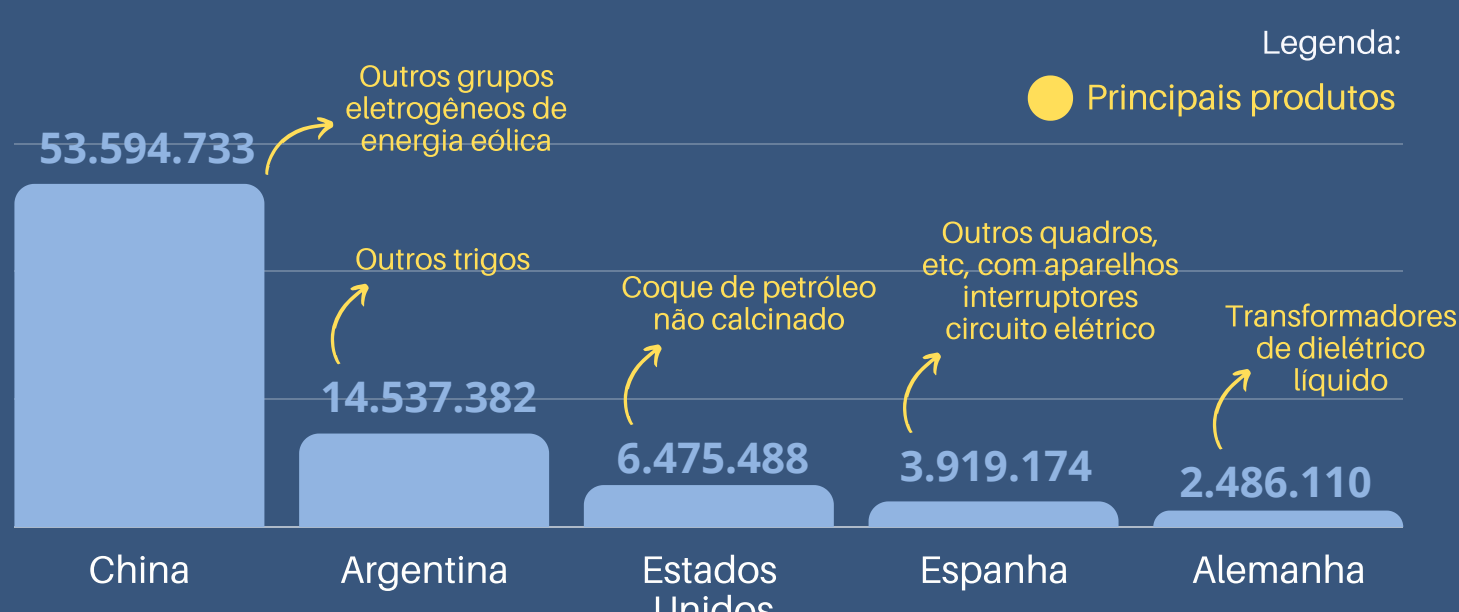 Legenda:
Principais produtos
Outros grupos
eletrogêneos de
energia eólica
53.594.733
Outros trigos
14.537.382
Coque de petróleo
não calcinado
6.475.488
Outros quadros,
etc, com aparelhos
interruptores
circuito elétrico
3.919.174
Transformadores
de dielétrico
líquido
2.486.110
China
Argentina
Estados
Unidos
Espanha
Alemanha